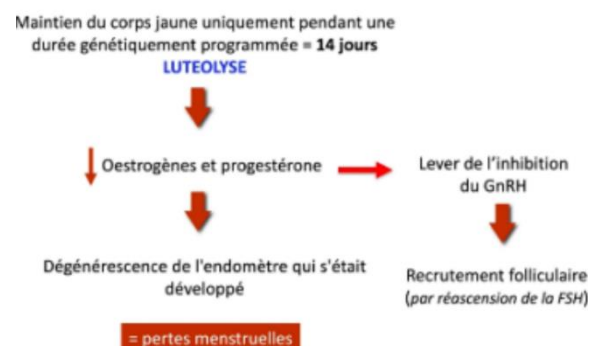 Maintien du corps jaune uniquement pendant une
durée génétiquement programmée = 14 jours
LUTEOLYSE
Oestrogènes et progestérone
Lever de l'inhibition
du GnRH
Dégénérescence de l'endomètre qui s'était
développé
Recrutement folliculaire
(par réascension de la FSH)
= pertes menstruelles